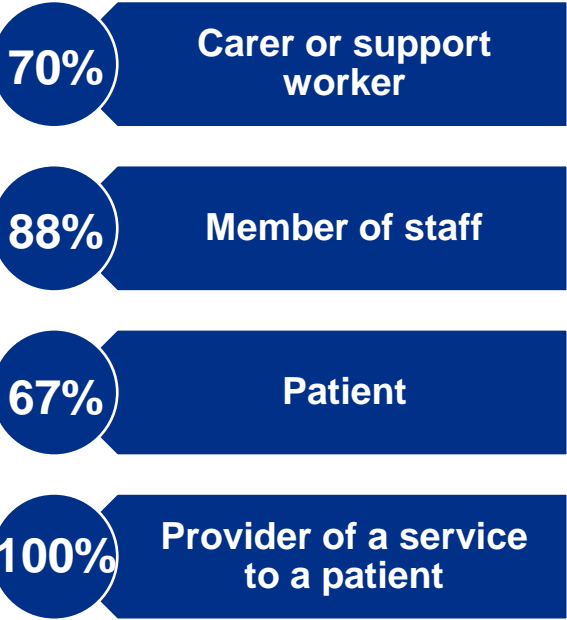 70%
Carer or support
worker
88%
Member of staff
67%
Patient
100%
Provider of a service
to a patient